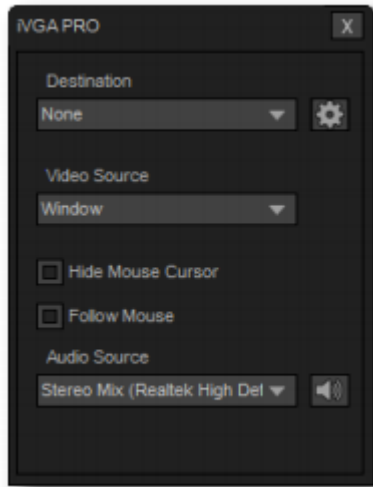 iVGA PRO
X
Destination
None
Video Source
Window
Hide Mouse Cursor
Follow Mouse
Audio Source
Stereo Mix (Realtek High Def